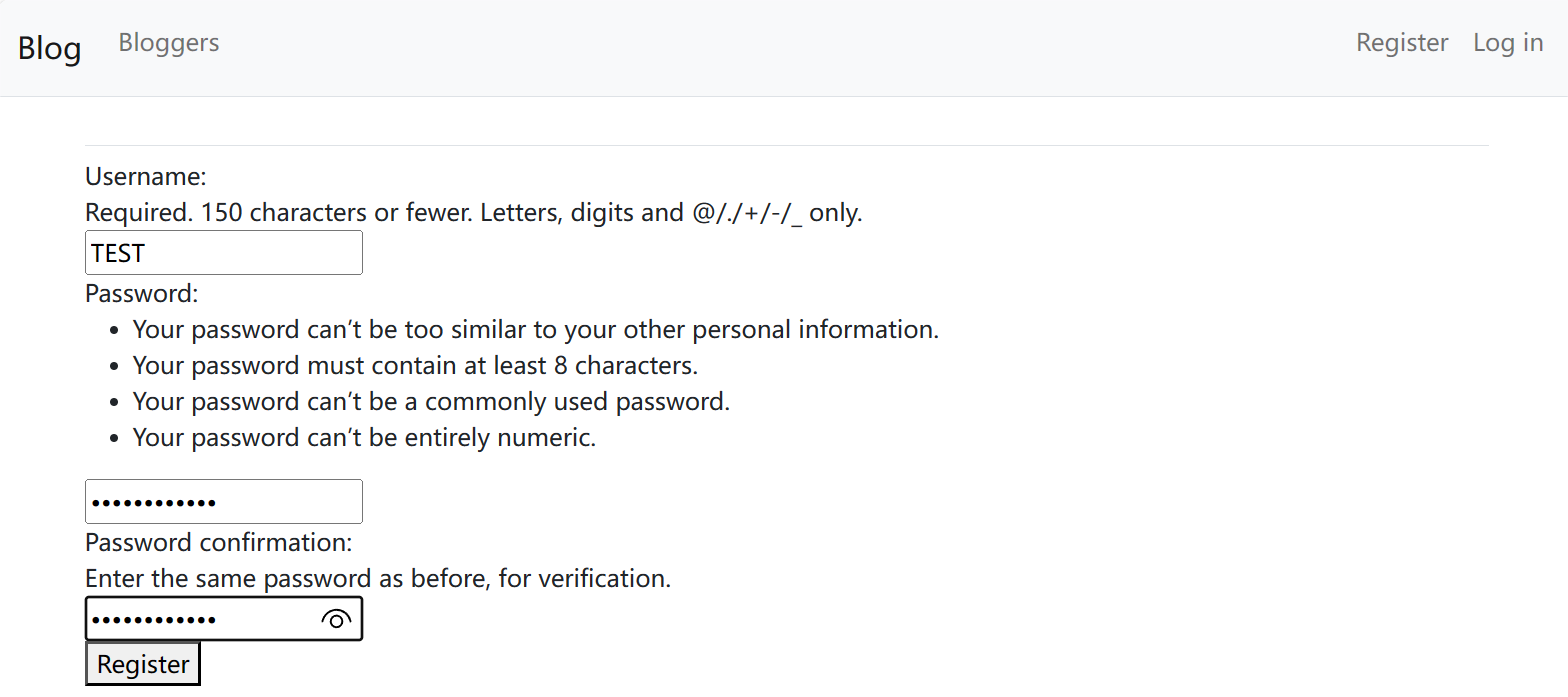 Blog Bloggers Register Log in
Username:
Required. 150 characters or fewer. Letters, digits and @/./+/-/_ only.
TEST
Password:
• Your password can’t be too similar to your other personal information.
• Your password must contain at least 8 characters.
• Your password can’t be a commonly used password.
• Your password can’t be entirely numeric.
••••••••••••
Password confirmation:
Enter the same password as before, for verification.
••••••••••••
Register